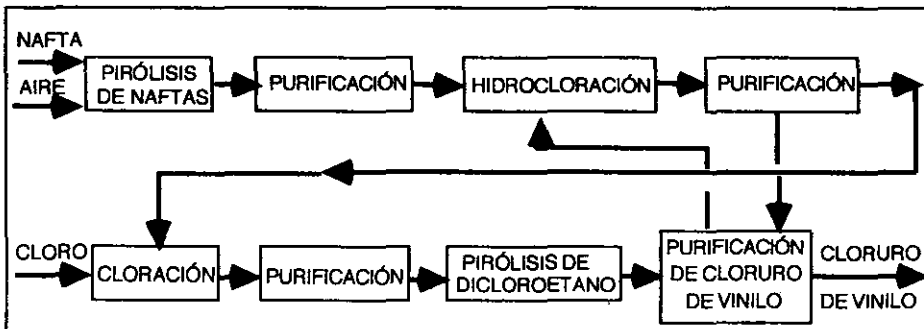 NAFTA
AIRE
PIRÓLISIS
DE NAFTAS
PURIFICACIÓN
HIDROCLORACIÓN
PURIFICACIÓN
CLORO
CLORACIÓN
PURIFICACIÓN
PIRÓLISIS DE
DICLOROETANO
PURIFICACIÓN
DE CLORURO
DE VINILO
CLORURO
DE VINILO